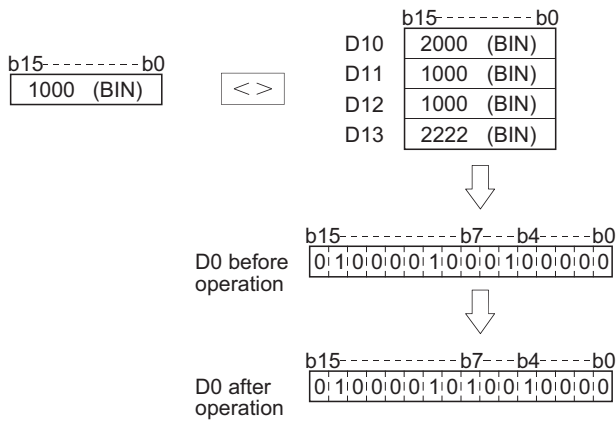 b15 b0
1000 (BIN)
< >
b15 b0
D10 2000 (BIN)
D11 1000 (BIN)
D12 1000 (BIN)
D13 2222 (BIN)
b15 b7 b4 b0
D0 before operation 0 1 0 0 0 0 1 0 0 0 1 0 0 0 0 0
b15 b7 b4 b0
D0 after operation 0 1 0 0 0 0 1 0 1 0 0 1 0 0 0 0